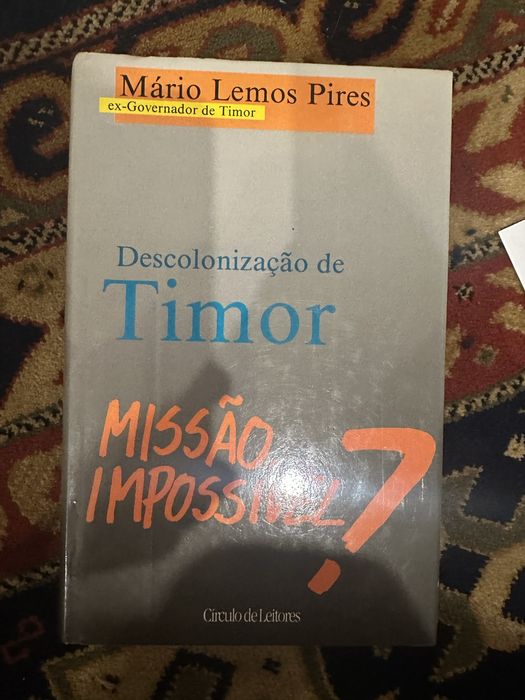 Mário Lemos Pires
ex-Governador de Timor
Descolonização de
Timor
MISSÃO
IMPOSSÍVEL?
Círculo de Leitores